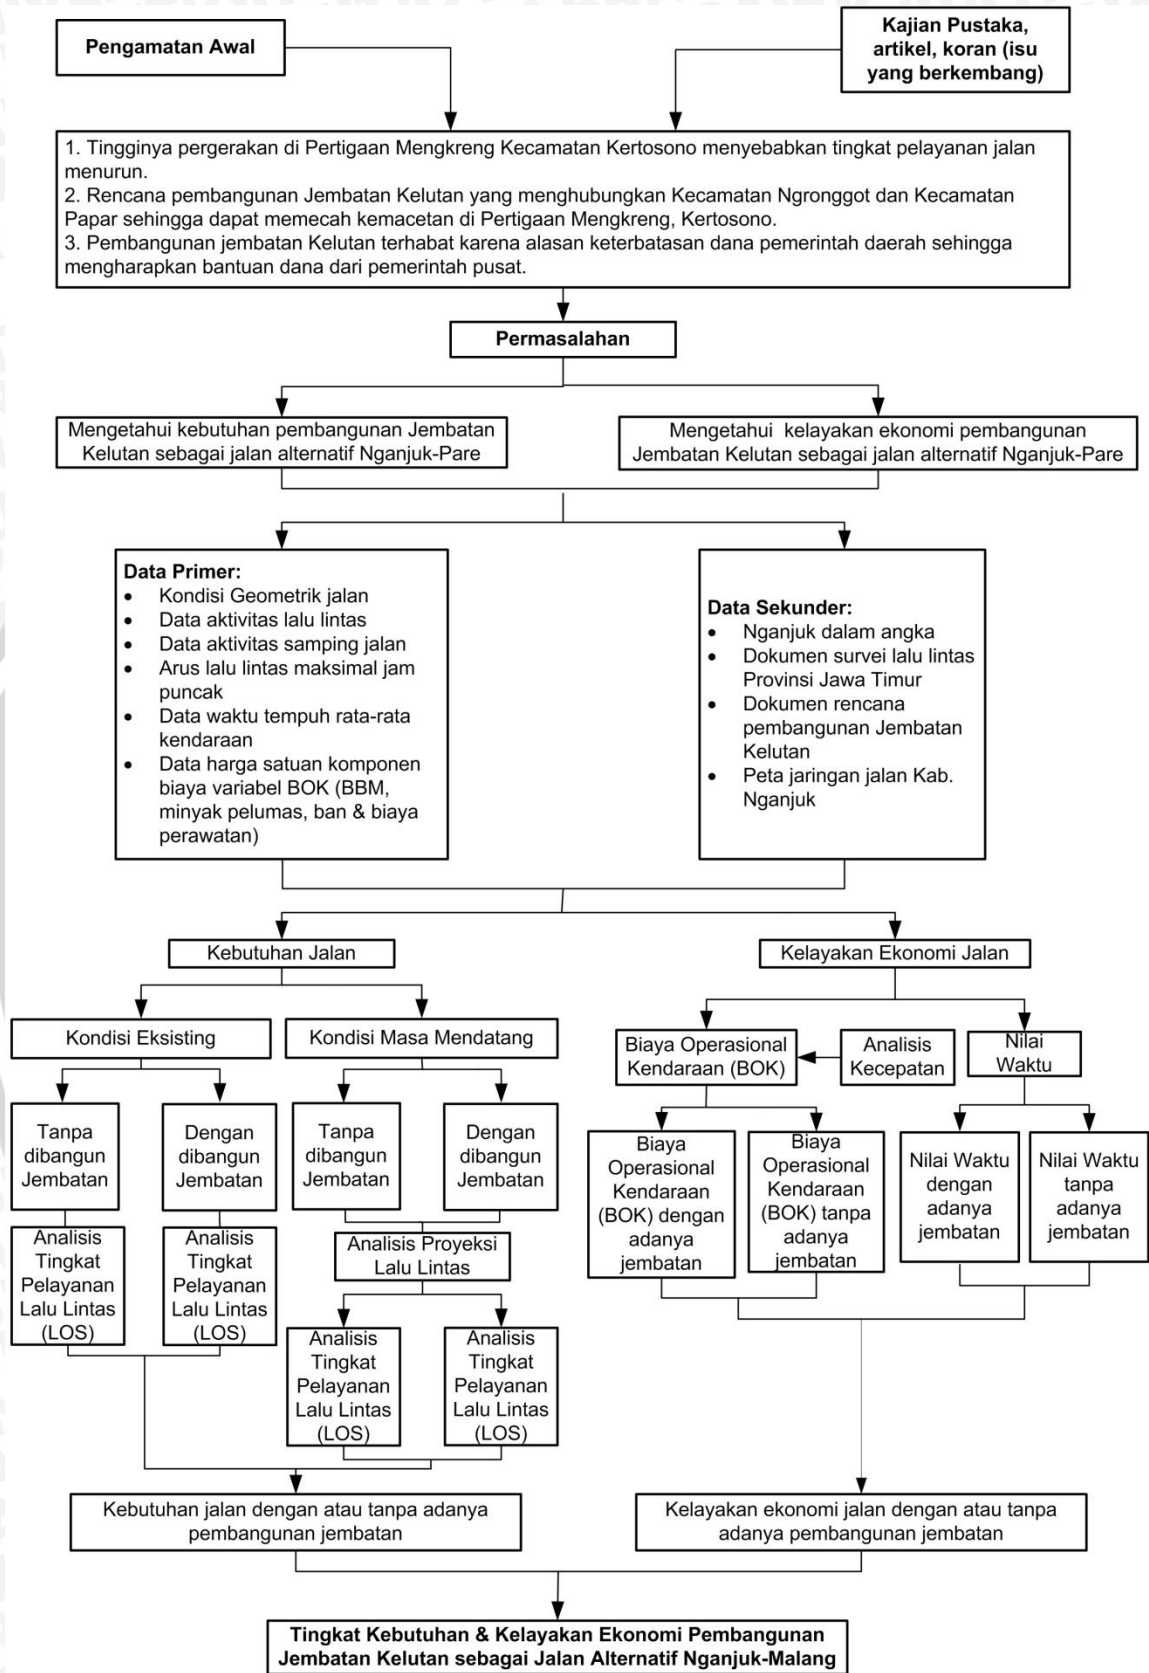 Pengamatan Awal
Kajian Pustaka,
artikel, koran (isu
yang berkembang)
1. Tingginya pergerakan di Pertigaan Mengkreng Kecamatan Kertosono menyebabkan tingkat pelayanan jalan
menurun.
2. Rencana pembangunan Jembatan Kelutan yang menghubungkan Kecamatan Ngronggot dan Kecamatan
Papar sehingga dapat memecah kemacetan di Pertigaan Mengkreng, Kertosono.
3. Pembangunan jembatan Kelutan terhabat karena alasan keterbatasan dana pemerintah daerah sehingga
mengharapkan bantuan dana dari pemerintah pusat.
Permasalahan
Mengetahui kebutuhan pembangunan Jembatan
Kelutan sebagai jalan alternatif Nganjuk-Pare
Mengetahui kelayakan ekonomi pembangunan
Jembatan Kelutan sebagai jalan alternatif Nganjuk-Pare
Data Primer:
• Kondisi Geometrik jalan
• Data aktivitas lalu lintas
• Data aktivitas samping jalan
• Arus lalu lintas maksimal jam
puncak
• Data waktu tempuh rata-rata
kendaraan
• Data harga satuan komponen
biaya variabel BOK (BBM,
minyak pelumas, ban & biaya
perawatan)
Data Sekunder:
• Nganjuk dalam angka
• Dokumen survei lalu lintas
Provinsi Jawa Timur
• Dokumen rencana
pembangunan Jembatan
Kelutan
• Peta jaringan jalan Kab.
Nganjuk
Kebutuhan Jalan
Kelayakan Ekonomi Jalan
Kondisi Eksisting
Kondisi Masa Mendatang
Biaya Operasional
Kendaraan (BOK)
Analisis
Kecepatan
Nilai
Waktu
Tanpa
dibangun
Jembatan
Dengan
dibangun
Jembatan
Tanpa
dibangun
Jembatan
Dengan
dibangun
Jembatan
Biaya
Operasional
Kendaraan
(BOK) dengan
adanya
jembatan
Biaya
Operasional
Kendaraan
(BOK) tanpa
adanya
jembatan
Nilai Waktu
dengan
adanya
jembatan
Nilai Waktu
tanpa
adanya
jembatan
Analisis
Tingkat
Pelayanan
Lalu Lintas
(LOS)
Analisis
Tingkat
Pelayanan
Lalu Lintas
(LOS)
Analisis Proyeksi
Lalu Lintas
Analisis
Tingkat
Pelayanan
Lalu Lintas
(LOS)
Analisis
Tingkat
Pelayanan
Lalu Lintas
(LOS)
Kebutuhan jalan dengan atau tanpa adanya
pembangunan jembatan
Kelayakan ekonomi jalan dengan atau tanpa
adanya pembangunan jembatan
Tingkat Kebutuhan & Kelayakan Ekonomi Pembangunan
Jembatan Kelutan sebagai Jalan Alternatif Nganjuk-Malang